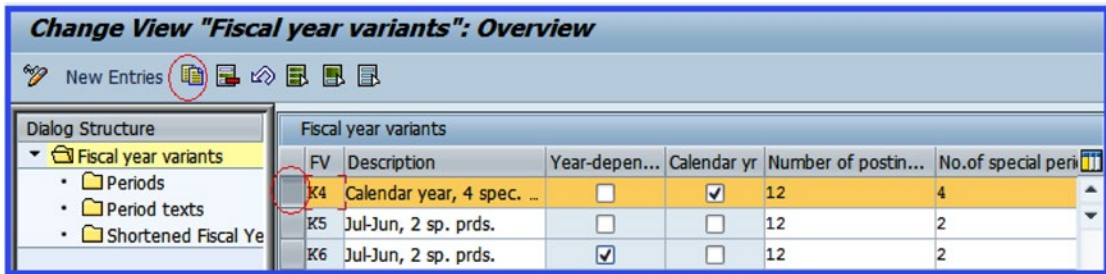 Change View "Fiscal year variants": Overview
New Entries
Dialog Structure
Fiscal year variants
Periods
Period texts
Shortened Fiscal Ye
Fiscal year variants
FV Description Year-depen... Calendar yr Number of postin... No.of special peri
K4 Calendar year, 4 spec. ... 12 4
K5 Jul-Jun, 2 sp. prds. 12 2
K6 Jul-Jun, 2 sp. prds. 12 2